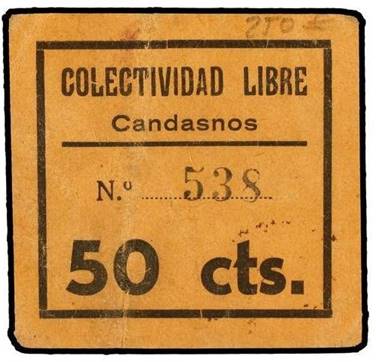 COLECTIVIDAD LIBRE
Candasnos
N.º 538
50 cts.